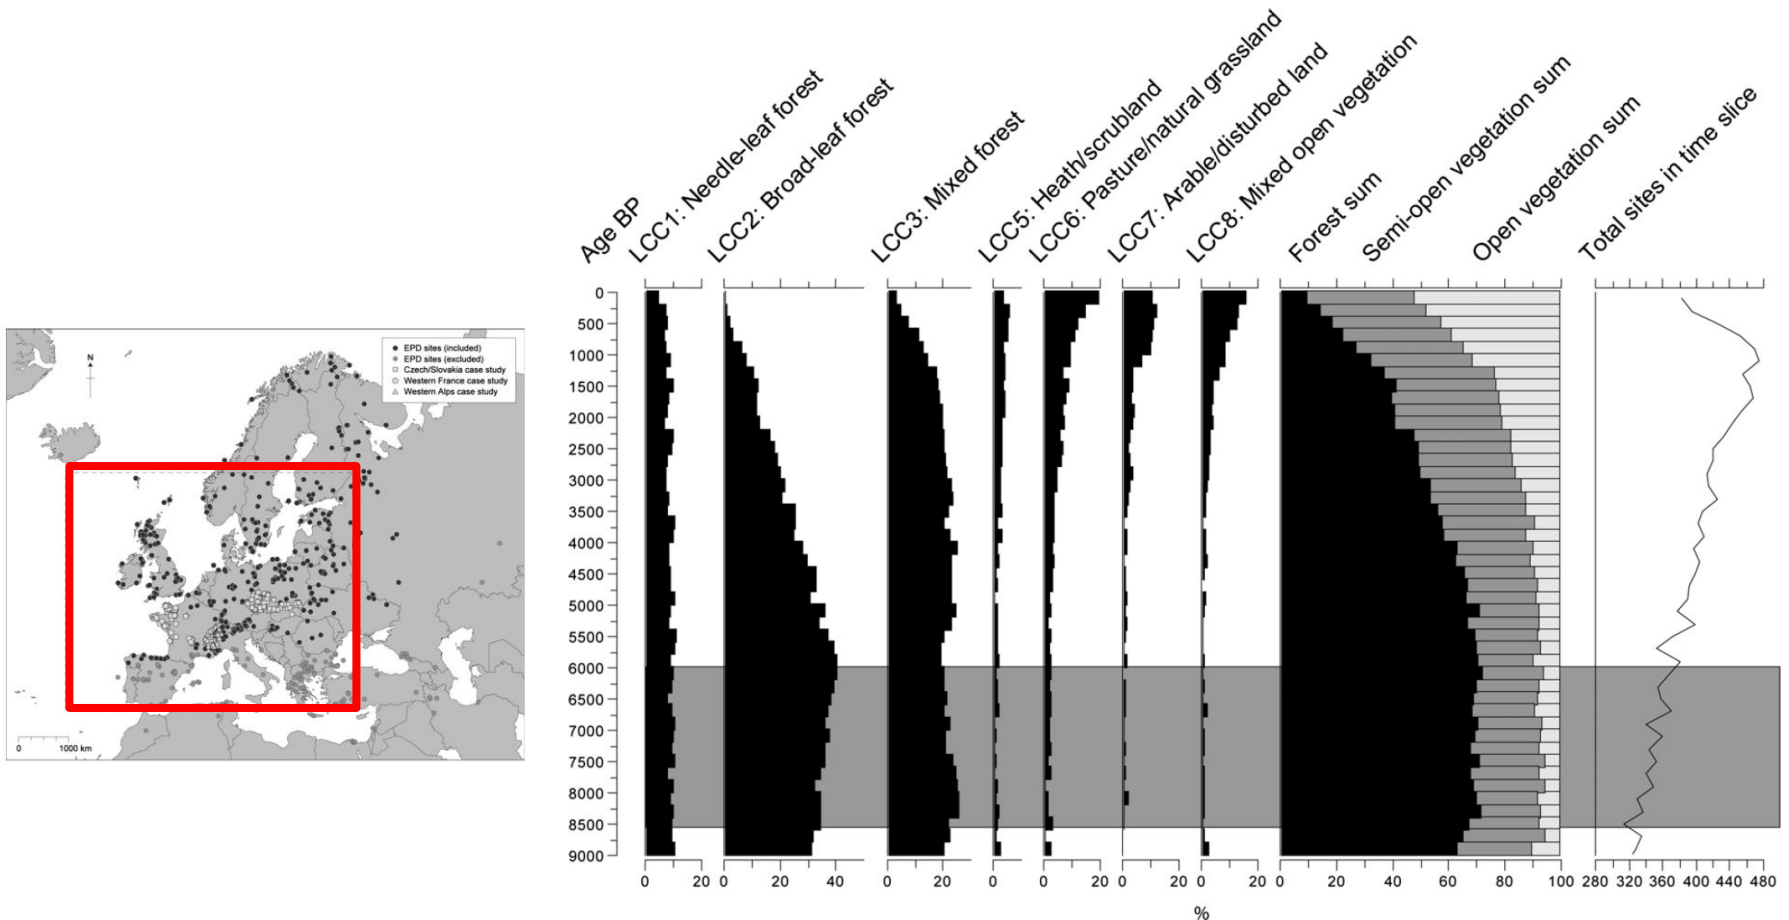 N
EPD sites (included)
EPD sites (excluded)
Czech/Slovakia case study
Western France case study
Western Alps case study
0 1000 km
Age BP
LCC1: Needle-leaf forest
LCC2: Broad-leaf forest
LCC3: Mixed forest
LCC5: Heath/scrubland
LCC6: Pasture/natural grassland
LCC7: Arable/disturbed land
LCC8: Mixed open vegetation
Forest sum
Semi-open vegetation sum
Open vegetation sum
Total sites in time slice
0
500
1000
1500
2000
2500
3000
3500
4000
4500
5000
5500
6000
6500
7000
7500
8000
8500
9000
0 20 0 20 40 0 20 0 0 20 0 20 0 20 0 20 40 60 80 100 280 320 360 400 440 480
%